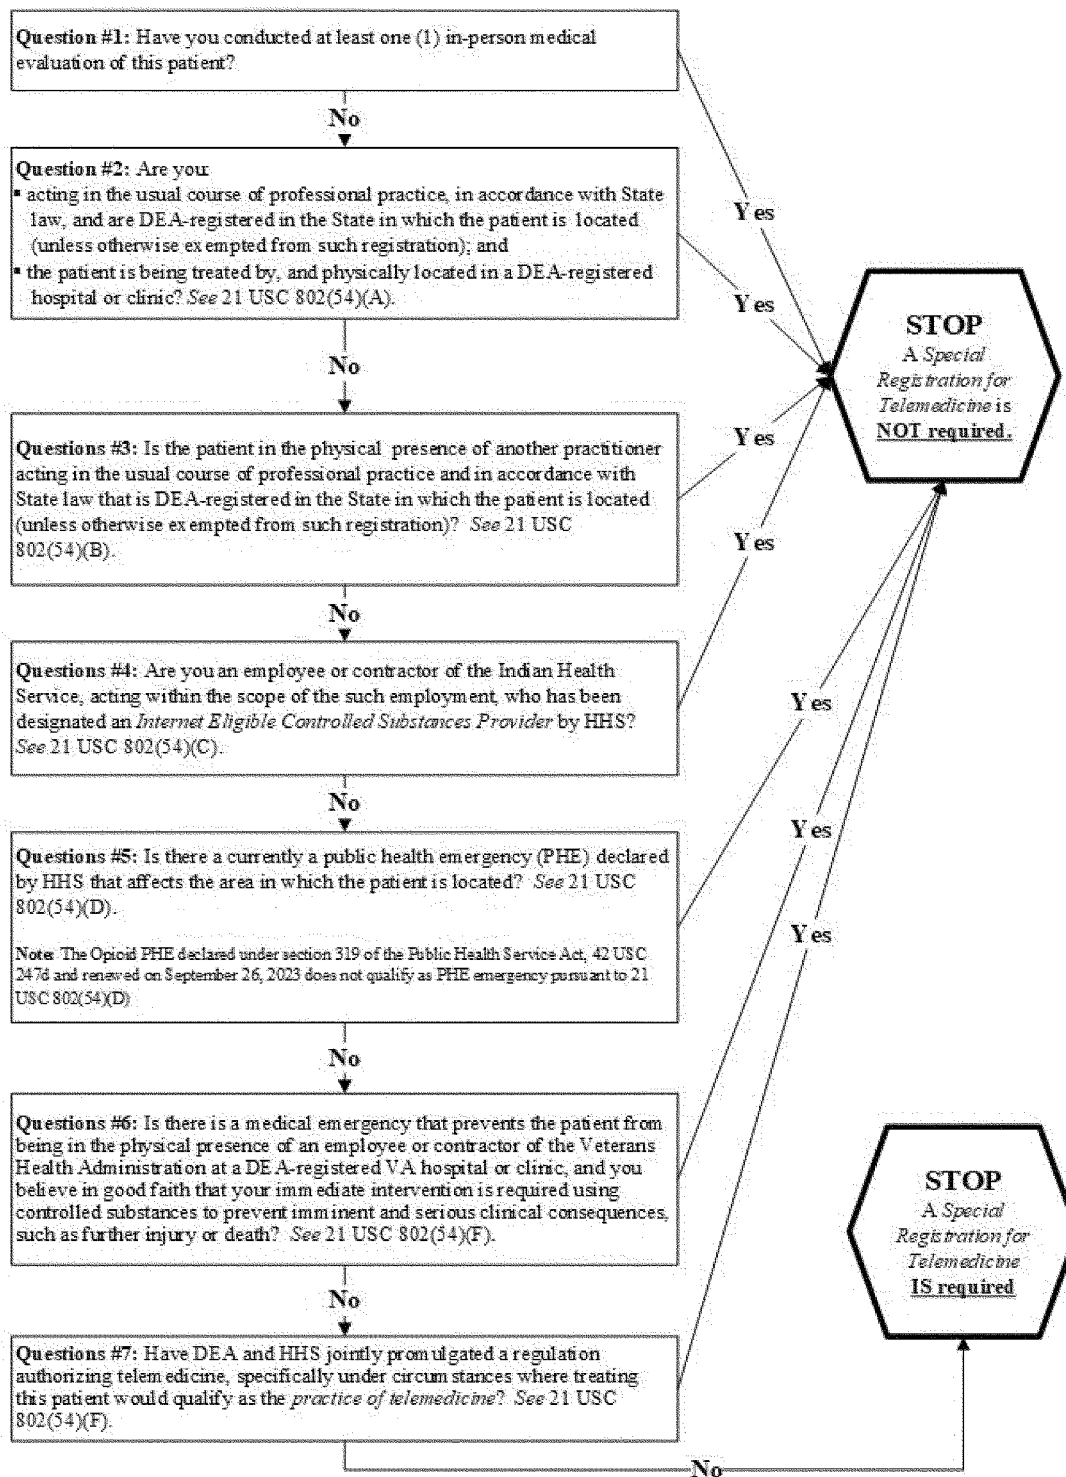 Question #1: Have you conducted at least one (1) in-person medical
evaluation of this patient?
No
Question #2: Are you:
▪ acting in the usual course of professional practice, in accordance with State
law, and are DEA-registered in the State in which the patient is located
(unless otherwise exempted from such registration); and
▪ the patient is being treated by, and physically located in a DEA-registered
hospital or clinic? See 21 USC 802(54)(A).
No
Questions #3: Is the patient in the physical presence of another practitioner
acting in the usual course of professional practice and in accordance with
State law that is DEA-registered in the State in which the patient is located
(unless otherwise exempted from such registration)? See 21 USC
802(54)(B).
No
Questions #4: Are you an employee or contractor of the Indian Health
Service, acting within the scope of the such employment, who has been
designated an Internet Eligible Controlled Substances Provider by HHS?
See 21 USC 802(54)(C).
No
Questions #5: Is there a currently a public health emergency (PHE) declared
by HHS that affects the area in which the patient is located? See 21 USC
802(54)(D).
Note: The Opioid PHE declared under section 319 of the Public Health Service Act, 42 USC
247d and renewed on September 26, 2023 does not qualify as PHE emergency pursuant to 21
USC 802(54)(D)
No
Questions #6: Is there is a medical emergency that prevents the patient from
being in the physical presence of an employee or contractor of the Veterans
Health Administration at a DEA-registered VA hospital or clinic, and you
believe in good faith that your immediate intervention is required using
controlled substances to prevent imminent and serious clinical consequences,
such as further injury or death? See 21 USC 802(54)(F).
No
Questions #7: Have DEA and HHS jointly promulgated a regulation
authorizing telemedicine, specifically under circumstances where treating
this patient would qualify as the practice of telemedicine? See 21 USC
802(54)(F).
No
Yes
Yes
Yes
Yes
Yes
Yes
Yes
STOP
A Special
Registration for
Telemedicine is
NOT required.
STOP
A Special
Registration for
Telemedicine
IS required